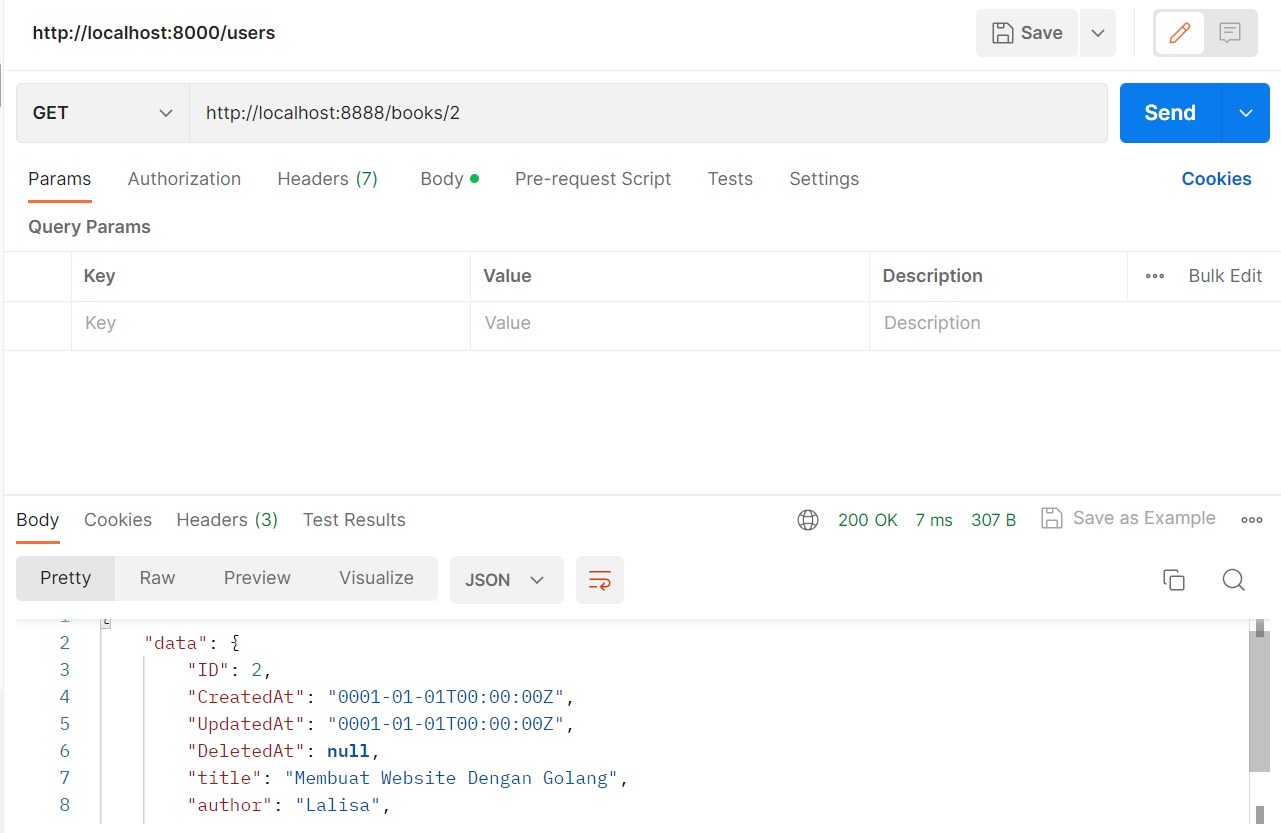 http://localhost:8000/users Save
GET http://localhost:8888/books/2 Send
Params Authorization Headers (7) Body Pre-request Script Tests Settings Cookies
Query Params
Key Value Description ooo Bulk Edit
Key Value Description
Body Cookies Headers (3) Test Results 200 OK 7 ms 307 B Save as Example ooo
Pretty Raw Preview Visualize JSON
2 "data": {
3 "ID": 2,
4 "CreatedAt": "0001-01-01T00:00:00Z",
5 "UpdatedAt": "0001-01-01T00:00:00Z",
6 "DeletedAt": null,
7 "title": "Membuat Website Dengan Golang",
8 "author": "Lalisa",